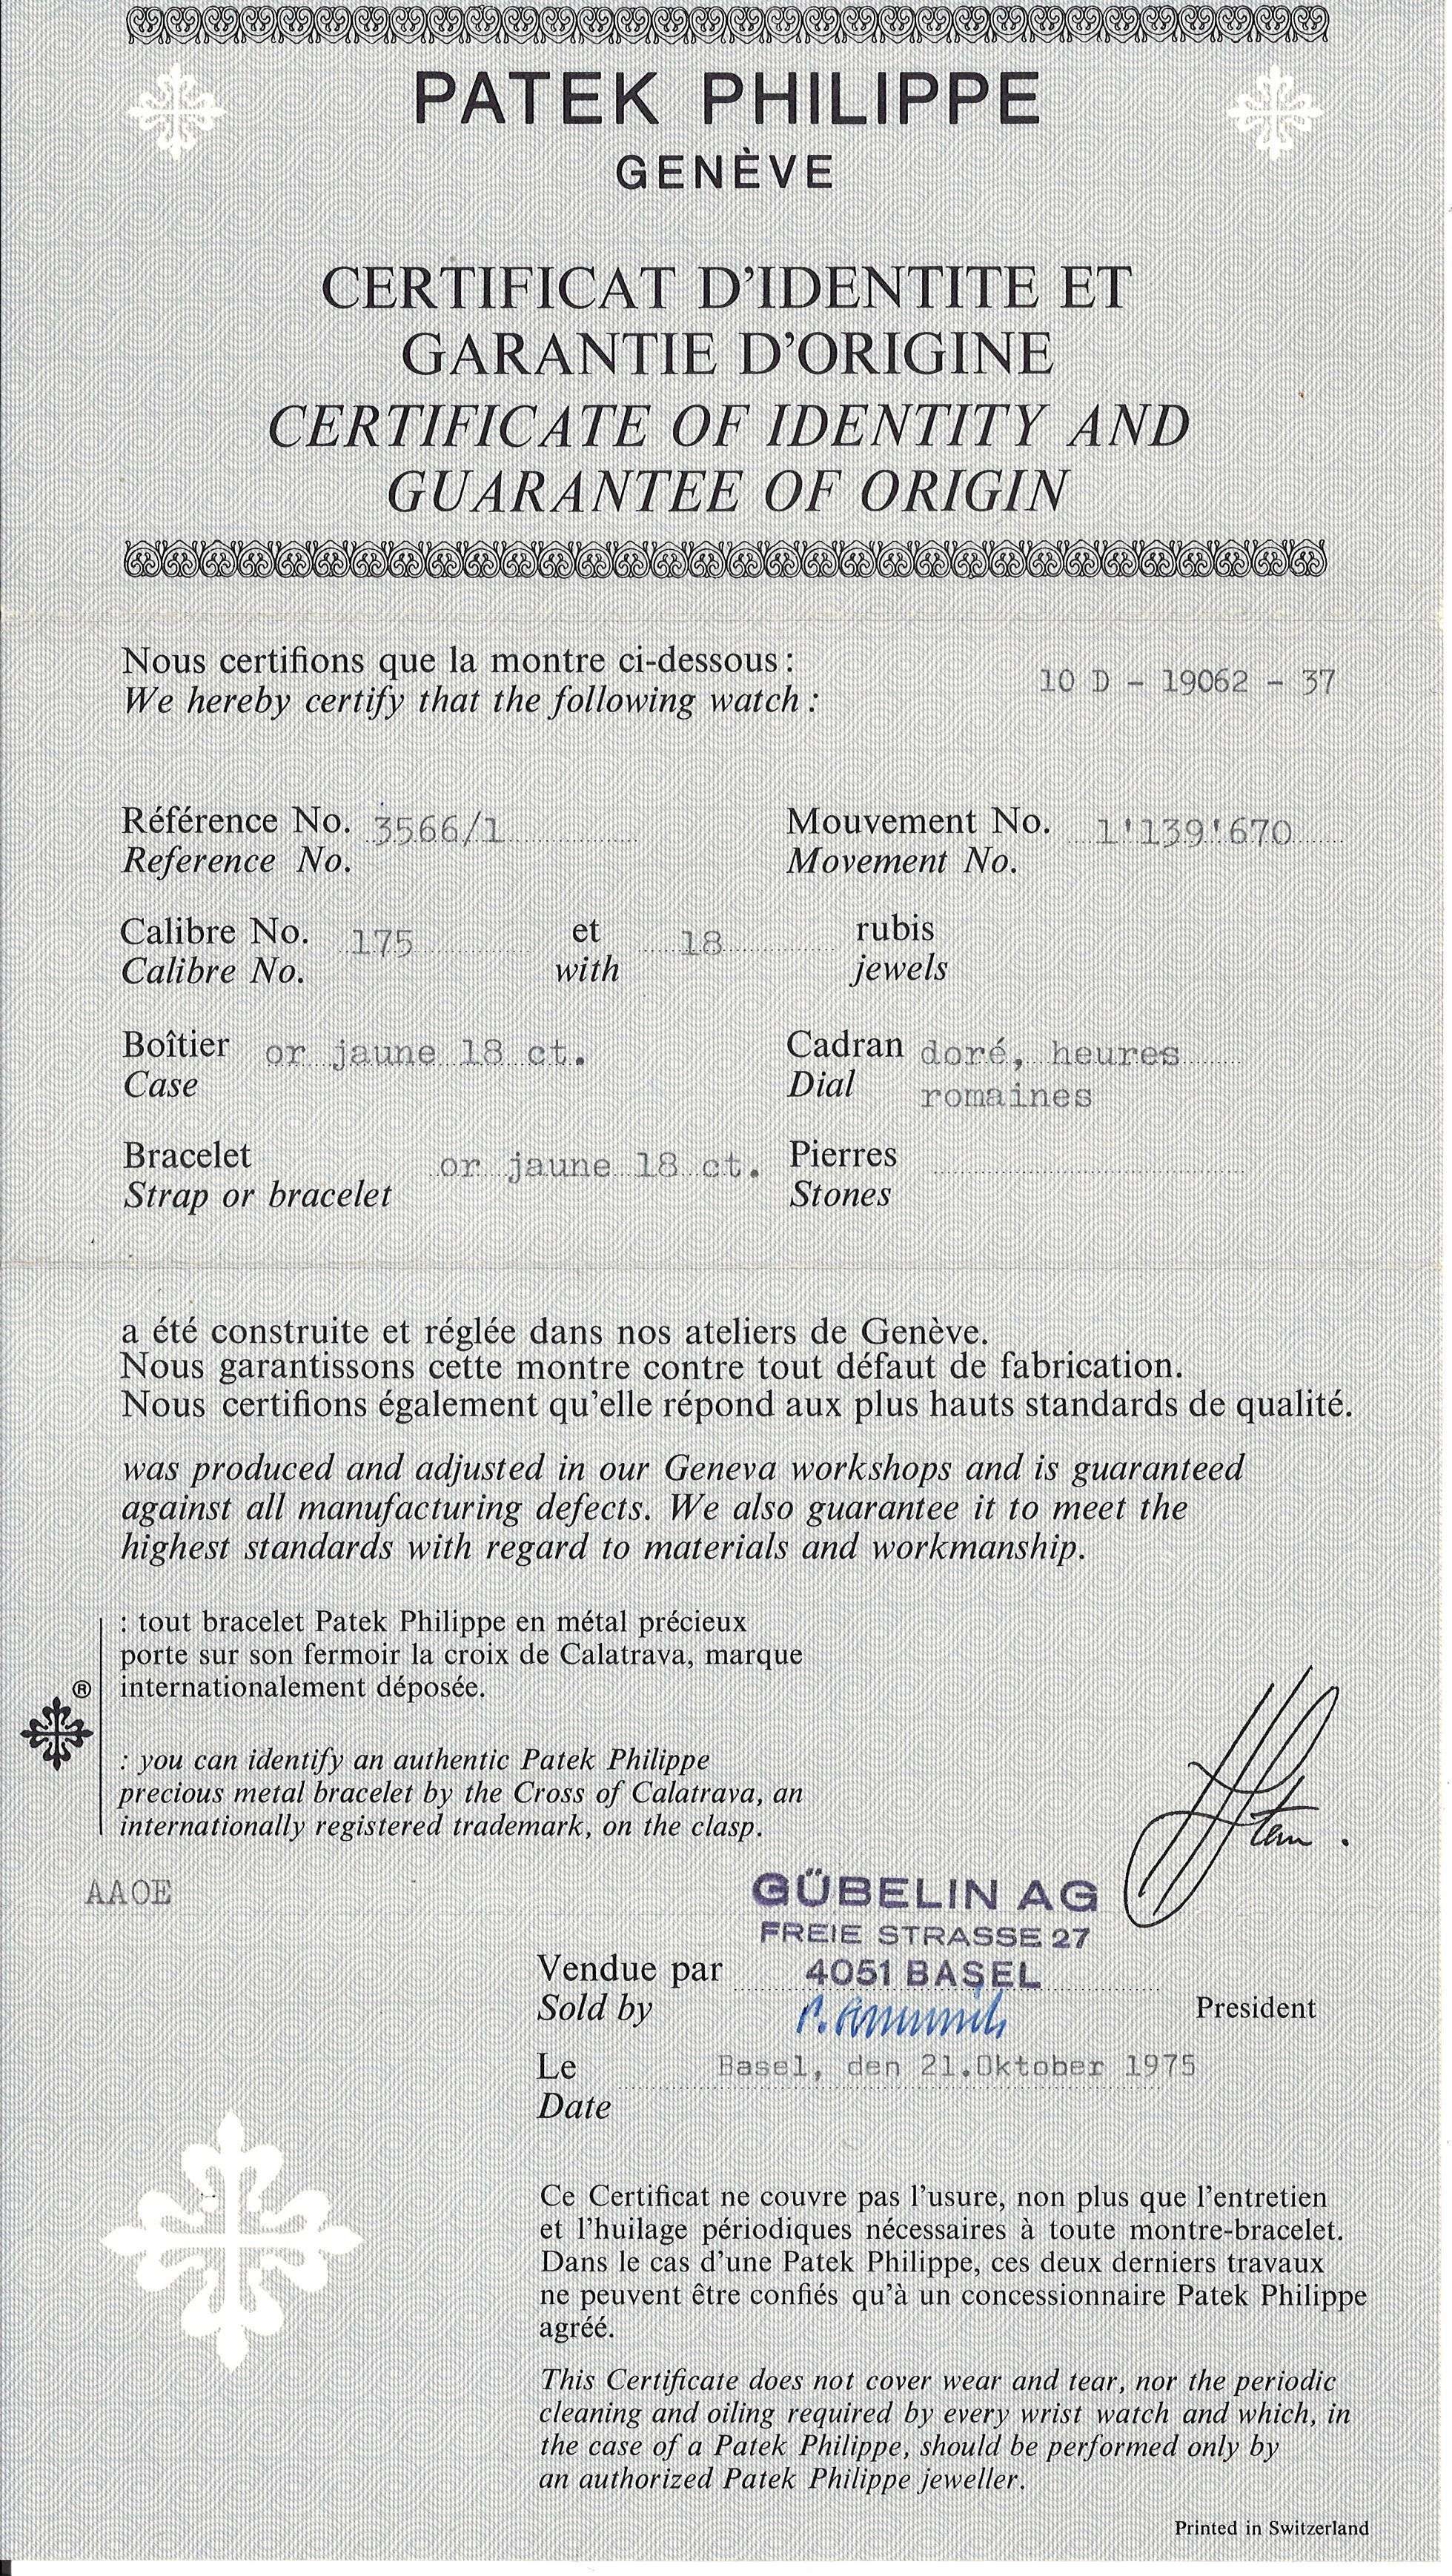 PATEK PHILIPPE
GENÈVE
CERTIFICAT D'IDENTITE ET
GARANTIE D'ORIGINE
CERTIFICATE OF IDENTITY AND
GUARANTEE OF ORIGIN
Nous certifions que la montre ci-dessous:
We hereby certify that the following watch:
10 D - 19062 - 37
Référence No. 3566/1 Mouvement No. 1'139'670
Reference No. Movement No.
Calibre No. 175 et 18 rubis
Calibre No. with jewels
Boîtier or jaune 18 ct. Cadran doré, heures
Case Dial romaines
Bracelet or jaune 18 ct. Pierres
Strap or bracelet Stones
a été construite et réglée dans nos ateliers de Genève.
Nous garantissons cette montre contre tout défaut de fabrication.
Nous certifions également qu'elle répond aux plus hauts standards de qualité.
was produced and adjusted in our Geneva workshops and is guaranteed
against all manufacturing defects. We also guarantee it to meet the
highest standards with regard to materials and workmanship.
: tout bracelet Patek Philippe en métal précieux
porte sur son fermoir la croix de Calatrava, marque
® internationalement déposée.
: you can identify an authentic Patek Philippe
precious metal bracelet by the Cross of Calatrava, an
internationally registered trademark, on the clasp.
AAOE
GÜBELIN AG
FREIE STRASSE 27
Vendue par 4051 BASEL
Sold by President
Le Basel, den 21.Oktober 1975
Date
Ce Certificat ne couvre pas l'usure, non plus que l'entretien
et l'huilage périodiques nécessaires à toute montre-bracelet.
Dans le cas d'une Patek Philippe, ces deux derniers travaux
ne peuvent être confiés qu'à un concessionnaire Patek Philippe
agréé.
This Certificate does not cover wear and tear, nor the periodic
cleaning and oiling required by every wrist watch and which, in
the case of a Patek Philippe, should be performed only by
an authorized Patek Philippe jeweller.
Printed in Switzerland